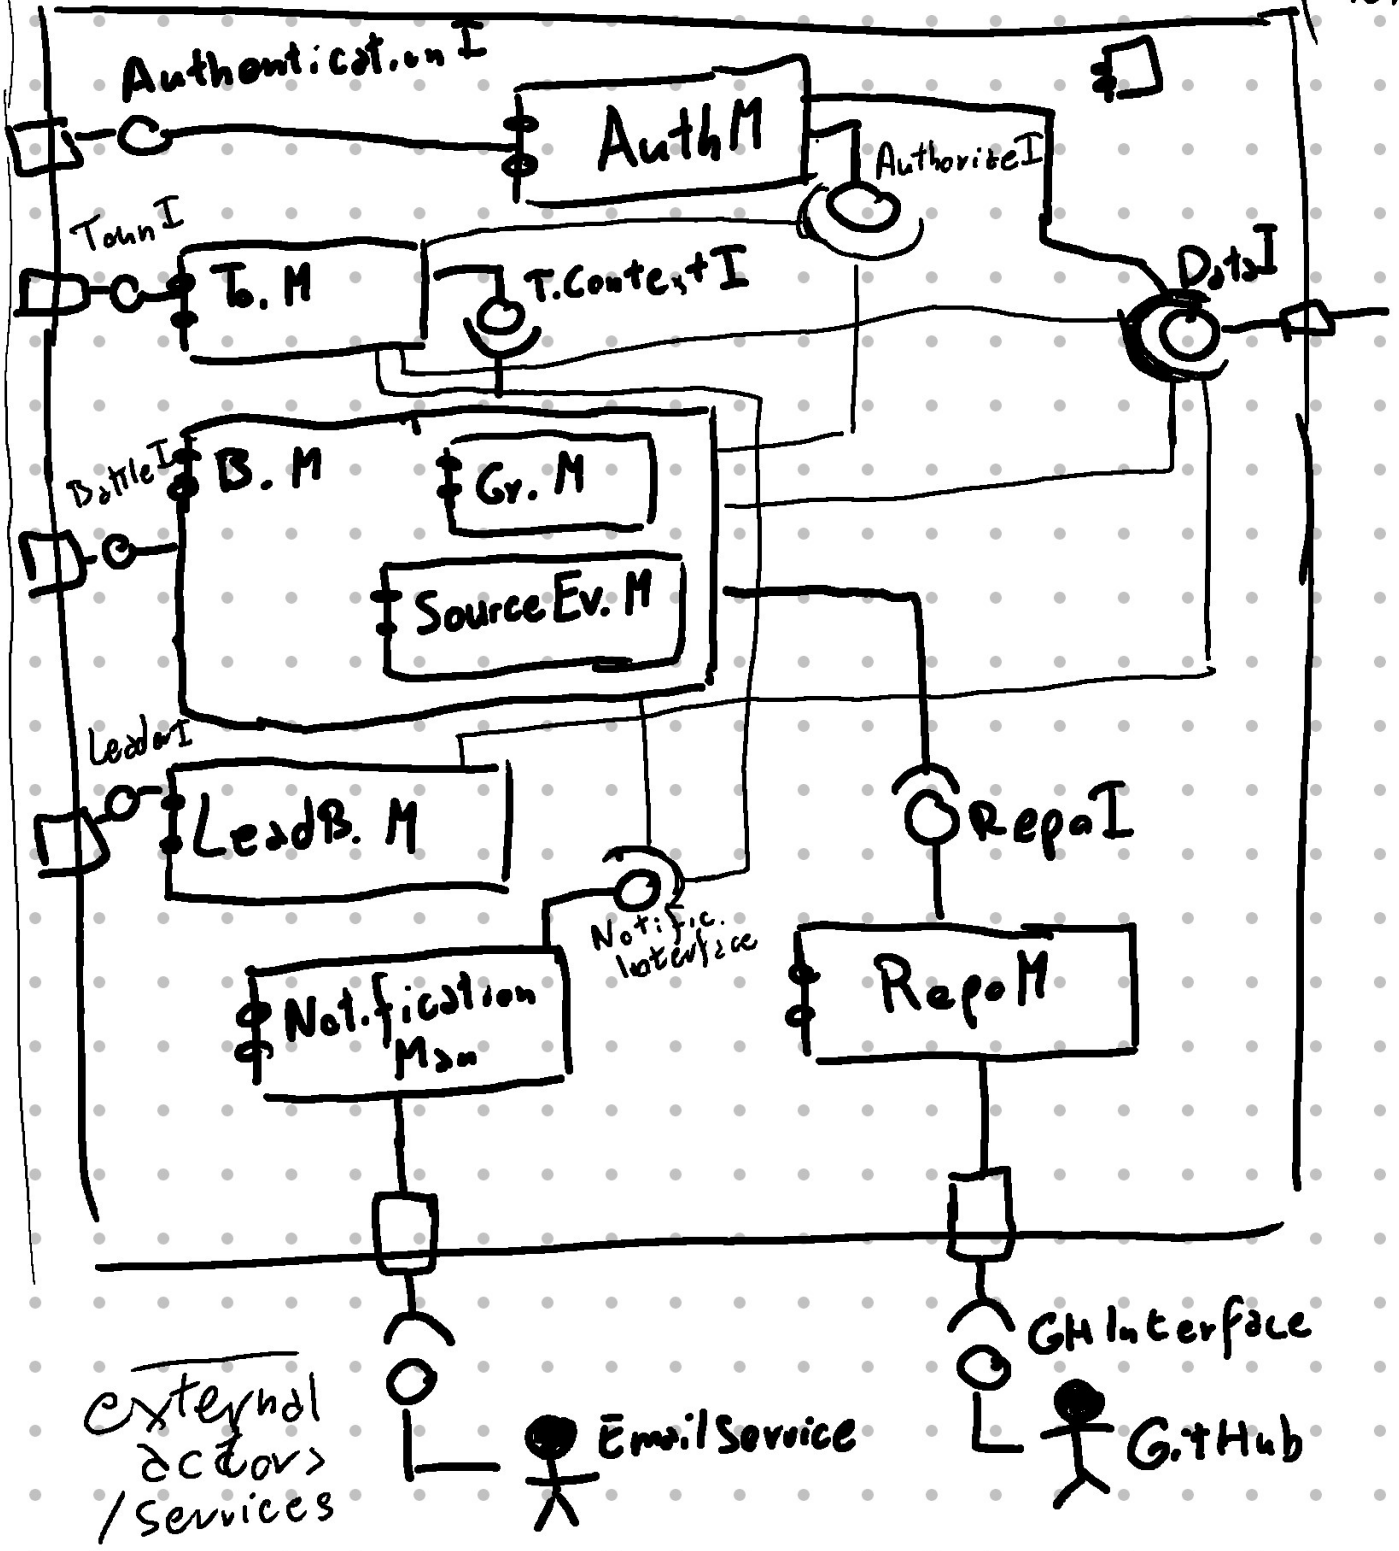 AuthenticationI
AuthM
AuthorizeI
TournI
To. M
T.ContextI
DataI
BattleI
B. M
Gr. M
SourceEv. M
LeaderI
LeadB. M
RepoI
Notific.
Interface
Notification
Man
RepoM
GHInterface
external
actors
/services
EmailService
GitHub